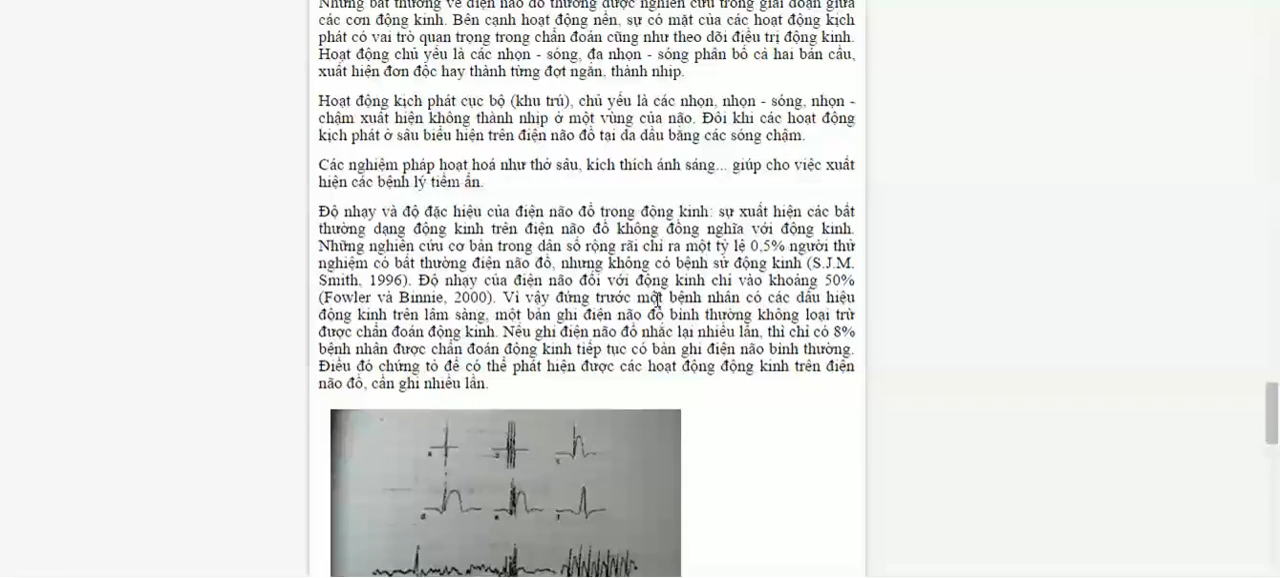 Những bất thường về điện não đồ thường được nghiên cứu trong giai đoạn giữa
các cơn động kinh. Bên cạnh hoạt động nền, sự có mặt của các hoạt động kịch
phát có vai trò quan trọng trong chẩn đoán cũng như theo dõi điều trị động kinh.
Hoạt động chủ yếu là các nhọn - sóng, đa nhọn - sóng phân bố cả hai bán cầu,
xuất hiện đơn độc hay thành từng đợt ngắn, thành nhịp.
Hoạt động kịch phát cục bộ (khu trú), chủ yếu là các nhọn, nhọn - sóng, nhọn -
chậm xuất hiện không thành nhịp ở một vùng của não. Đôi khi các hoạt động
kịch phát ở sâu biểu hiện trên điện não đồ tại da đầu bằng các sóng chậm.
Các nghiệm pháp hoạt hoá như thở sâu, kích thích ánh sáng... giúp cho việc xuất
hiện các bệnh lý tiềm ẩn.
Độ nhạy và độ đặc hiệu của điện não đồ trong động kinh: sự xuất hiện các bất
thường dạng động kinh trên điện não đồ không đồng nghĩa với động kinh.
Những nghiên cứu cơ bản trong dân số rộng rãi chỉ ra một tỷ lệ 0,5% người thử
nghiệm có bất thường điện não đồ, nhưng không có bệnh sử động kinh (S.J.M.
Smith, 1996). Độ nhạy của điện não đối với động kinh chỉ vào khoảng 50%
(Fowler và Binnie, 2000). Vì vậy đứng trước một bệnh nhân có các dấu hiệu
động kinh trên lâm sàng, một bản ghi điện não đồ bình thường không loại trừ
được chẩn đoán động kinh. Nếu ghi điện não đồ nhắc lại nhiều lần, thì chỉ có 8%
bệnh nhân được chẩn đoán động kinh tiếp tục có bản ghi điện não bình thường.
Điều đó chứng tỏ để có thể phát hiện được các hoạt động động kinh trên điện
não đồ, cần ghi nhiều lần.